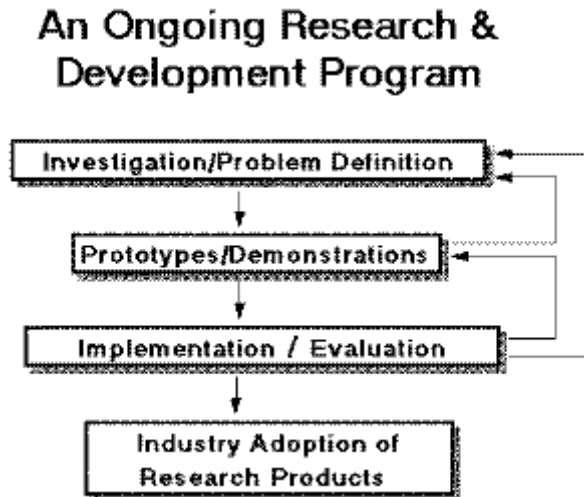 An Ongoing Research &
Development Program
Investigation/Problem Definition
Prototypes/Demonstrations
Implementation / Evaluation
Industry Adoption of
Research Products